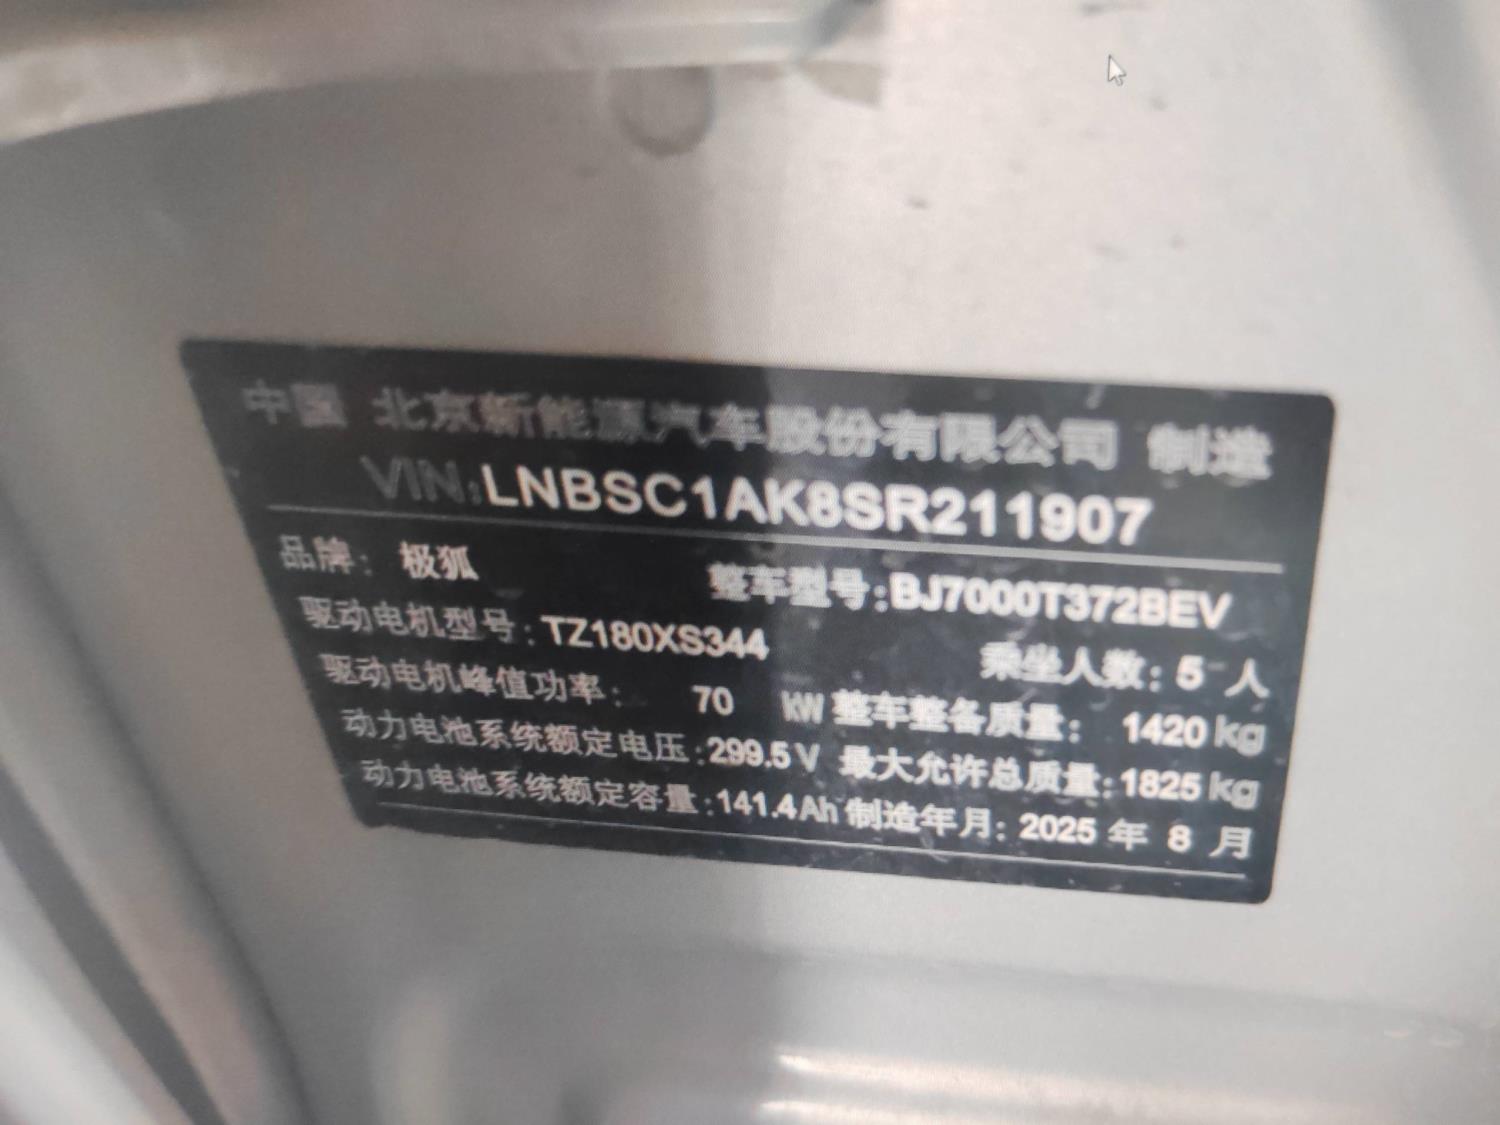 中国 北京新能源汽车股份有限公司 制造
VIN:LNBSC1AK8SR211907
品牌: 极狐 整车型号:BJ7000T372BEV
驱动电机型号:TZ180XS344 乘坐人数: 5 人
驱动电机峰值功率: 70 kW 整车整备质量: 1420 kg
动力电池系统额定电压:299.5V 最大允许总质量:1825 kg
动力电池系统额定容量:141.4Ah 制造年月: 2025 年 8 月